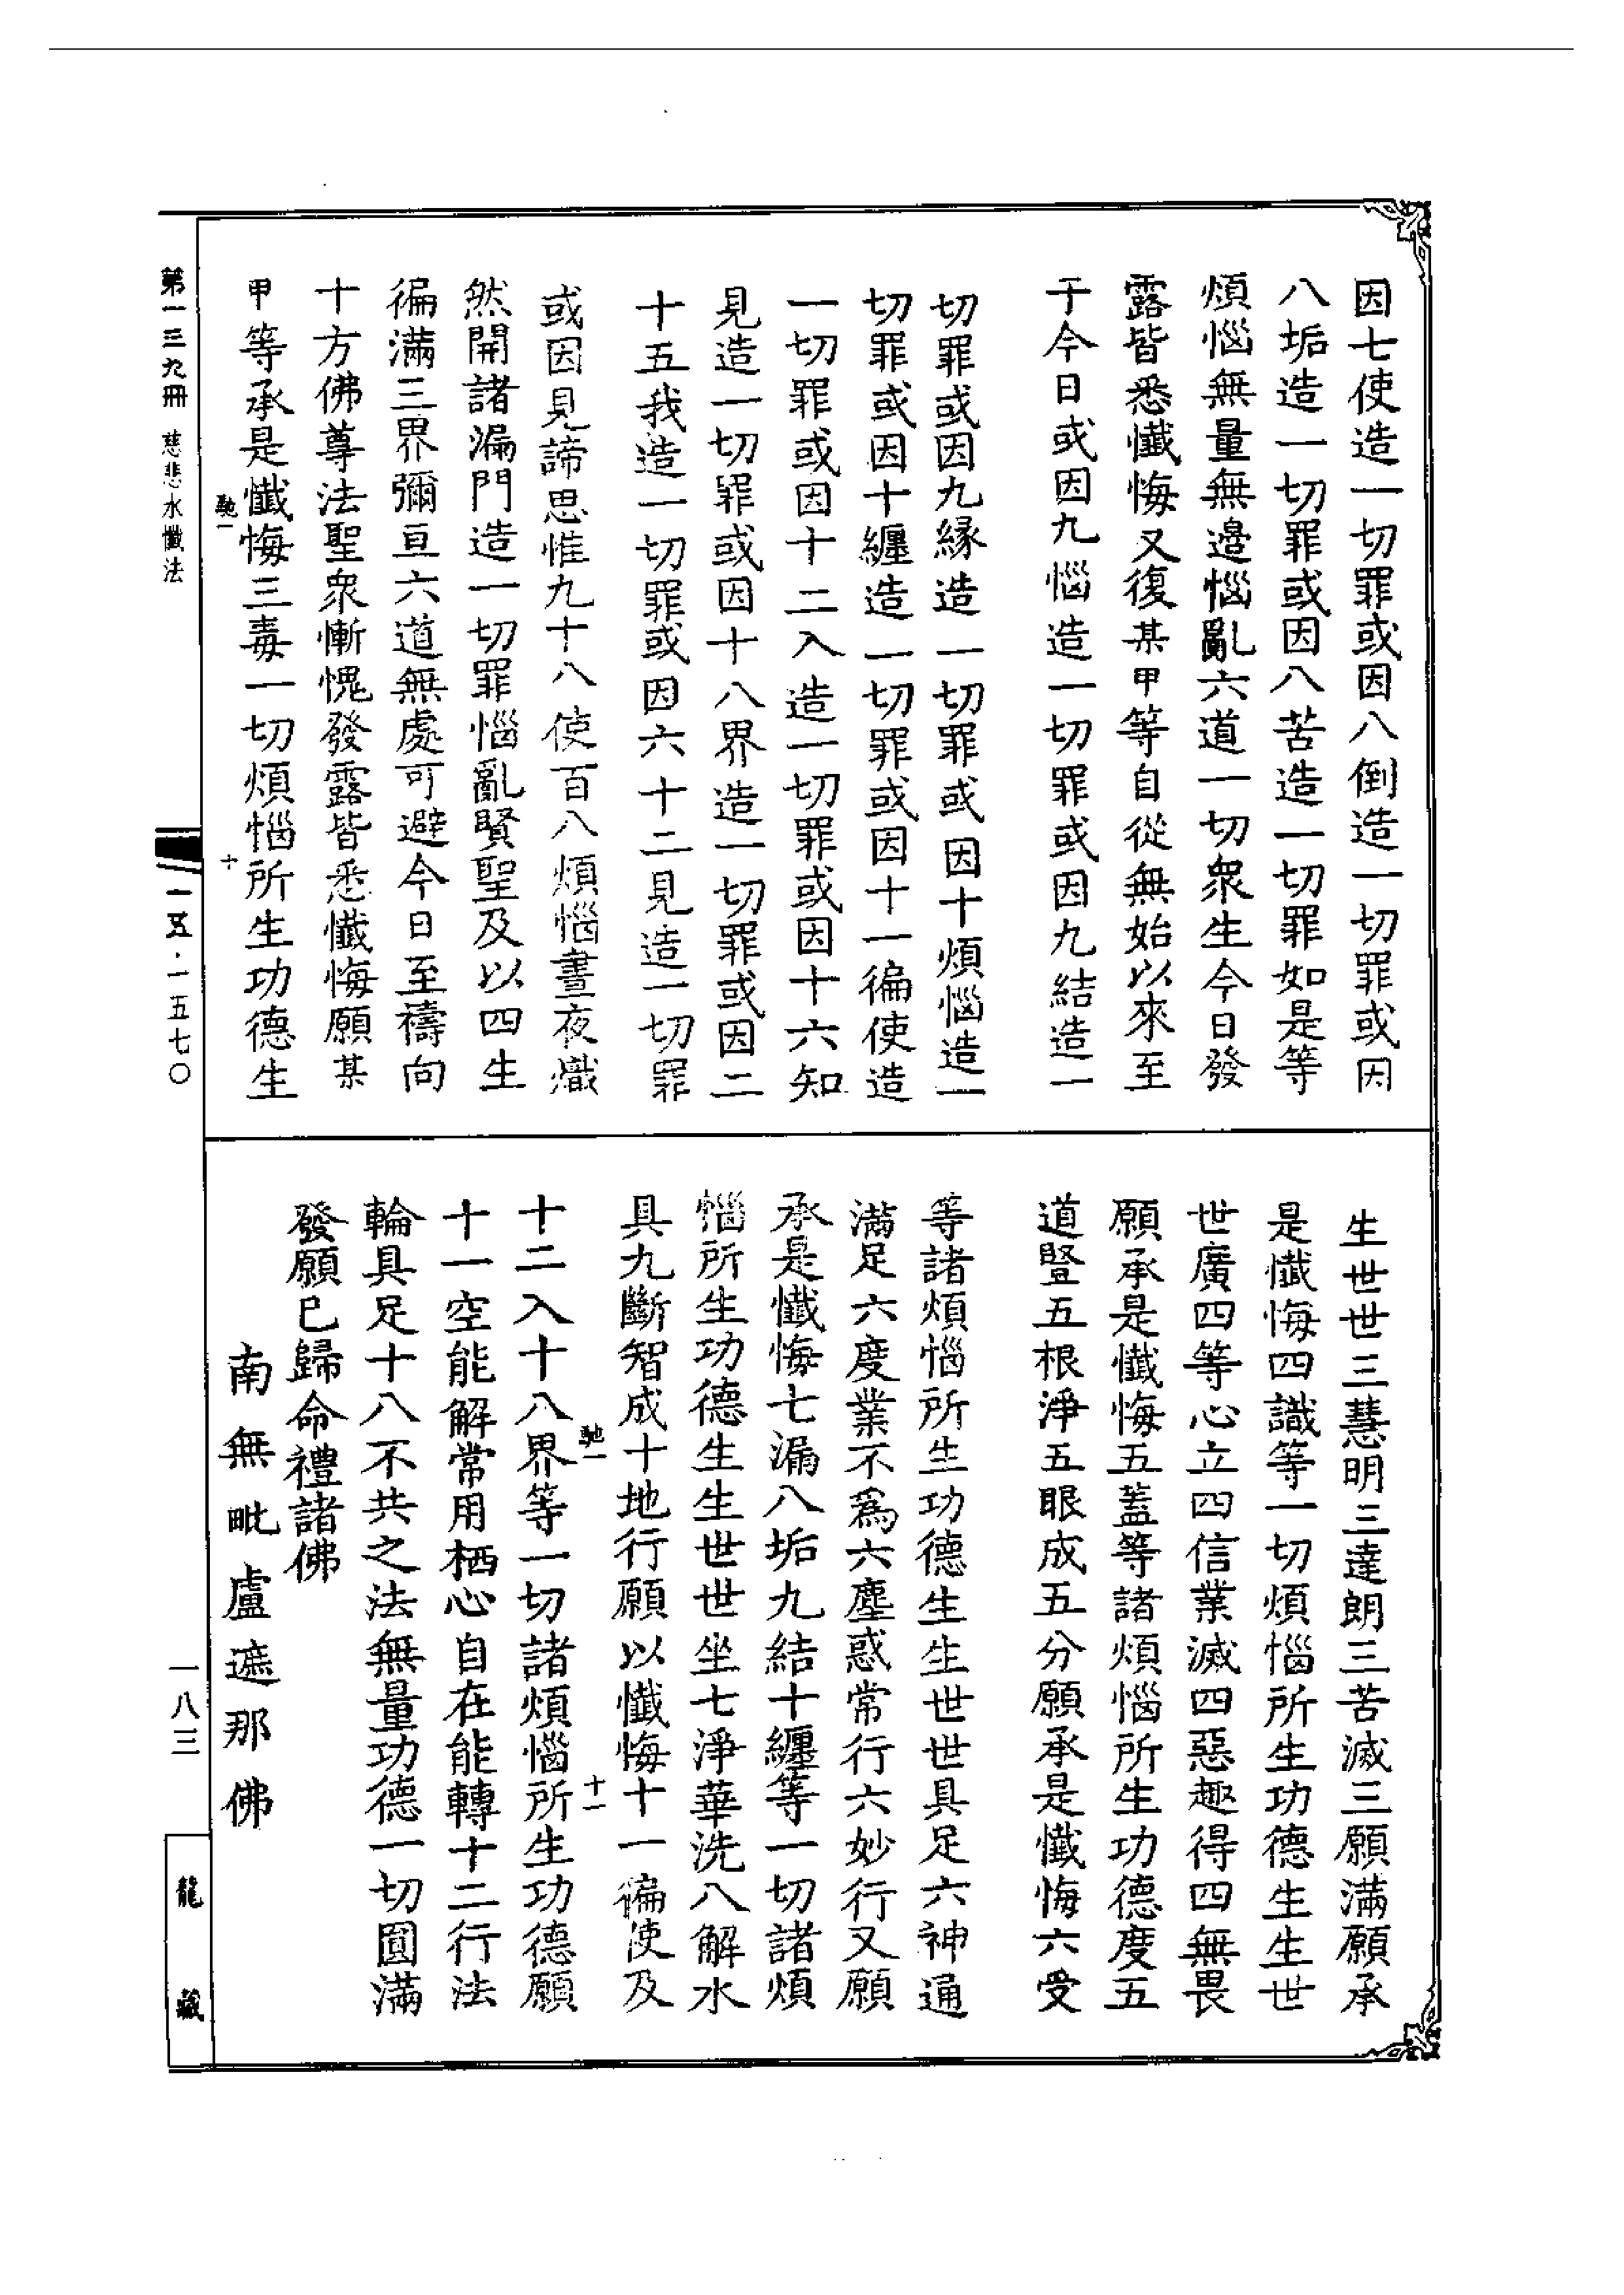 因七使造一切罪或因八倒造一切罪或因
八垢造一切罪或因八苦造一切罪如是等
煩惱無量無邊惱亂六道一切衆生今日發
露皆悉懺悔又復某甲等自從無始以來至
于今日或因九惱造一切罪或因九結造一
切罪或因九縁造一切罪或因十煩惱造一
切罪或因十纏造一切罪或因十一徧使造
一切罪或因十二入造一切罪或因十六知
見造一切罪或因十八界造一切罪或因二
十五我造一切罪或因六十二見造一切罪
或因見諦思惟九十八使百八煩惱晝夜熾
然開諸漏門造一切罪惱亂賢聖及以四生
徧滿三界彌亘六道無處可避今日至禱向
十方佛尊法聖衆慚愧發露皆悉懺悔願某
甲等承是懺悔三毒一切煩惱所生功德生
馳一
十
生世世三慧明三達朗三苦滅三願滿願承
是懺悔四識等一切煩惱所生功德生生世
世廣四等心立四信業滅四惡趣得四無畏
願承是懺悔五蓋等諸煩惱所生功德度五
道豎五根淨五眼成五分願承是懺悔六受
等諸煩惱所生功德生生世世具足六神通
滿足六度業不為六塵惑常行六妙行又願
承是懺悔七漏八垢九結十纏等一切諸煩
惱所生功德生生世世坐七淨華洗八解水
具九斷智成十地行願以懺悔十一徧使及
馳一
十一
十二入十八界等一切諸煩惱所生功德願
十一空能解常用栖心自在能轉十二行法
輪具足十八不共之法無量功德一切圓滿
發願已歸命禮諸佛
南無毗盧遮那佛
第一三九冊 慈悲水懺法
一五·一五七〇
一八三
龍藏